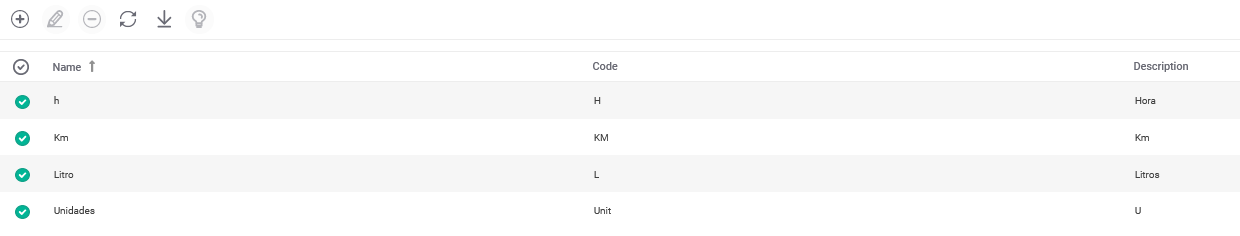 Name Code Description
h H Hora
Km KM Km
Litro L Litros
Unidades Unit U